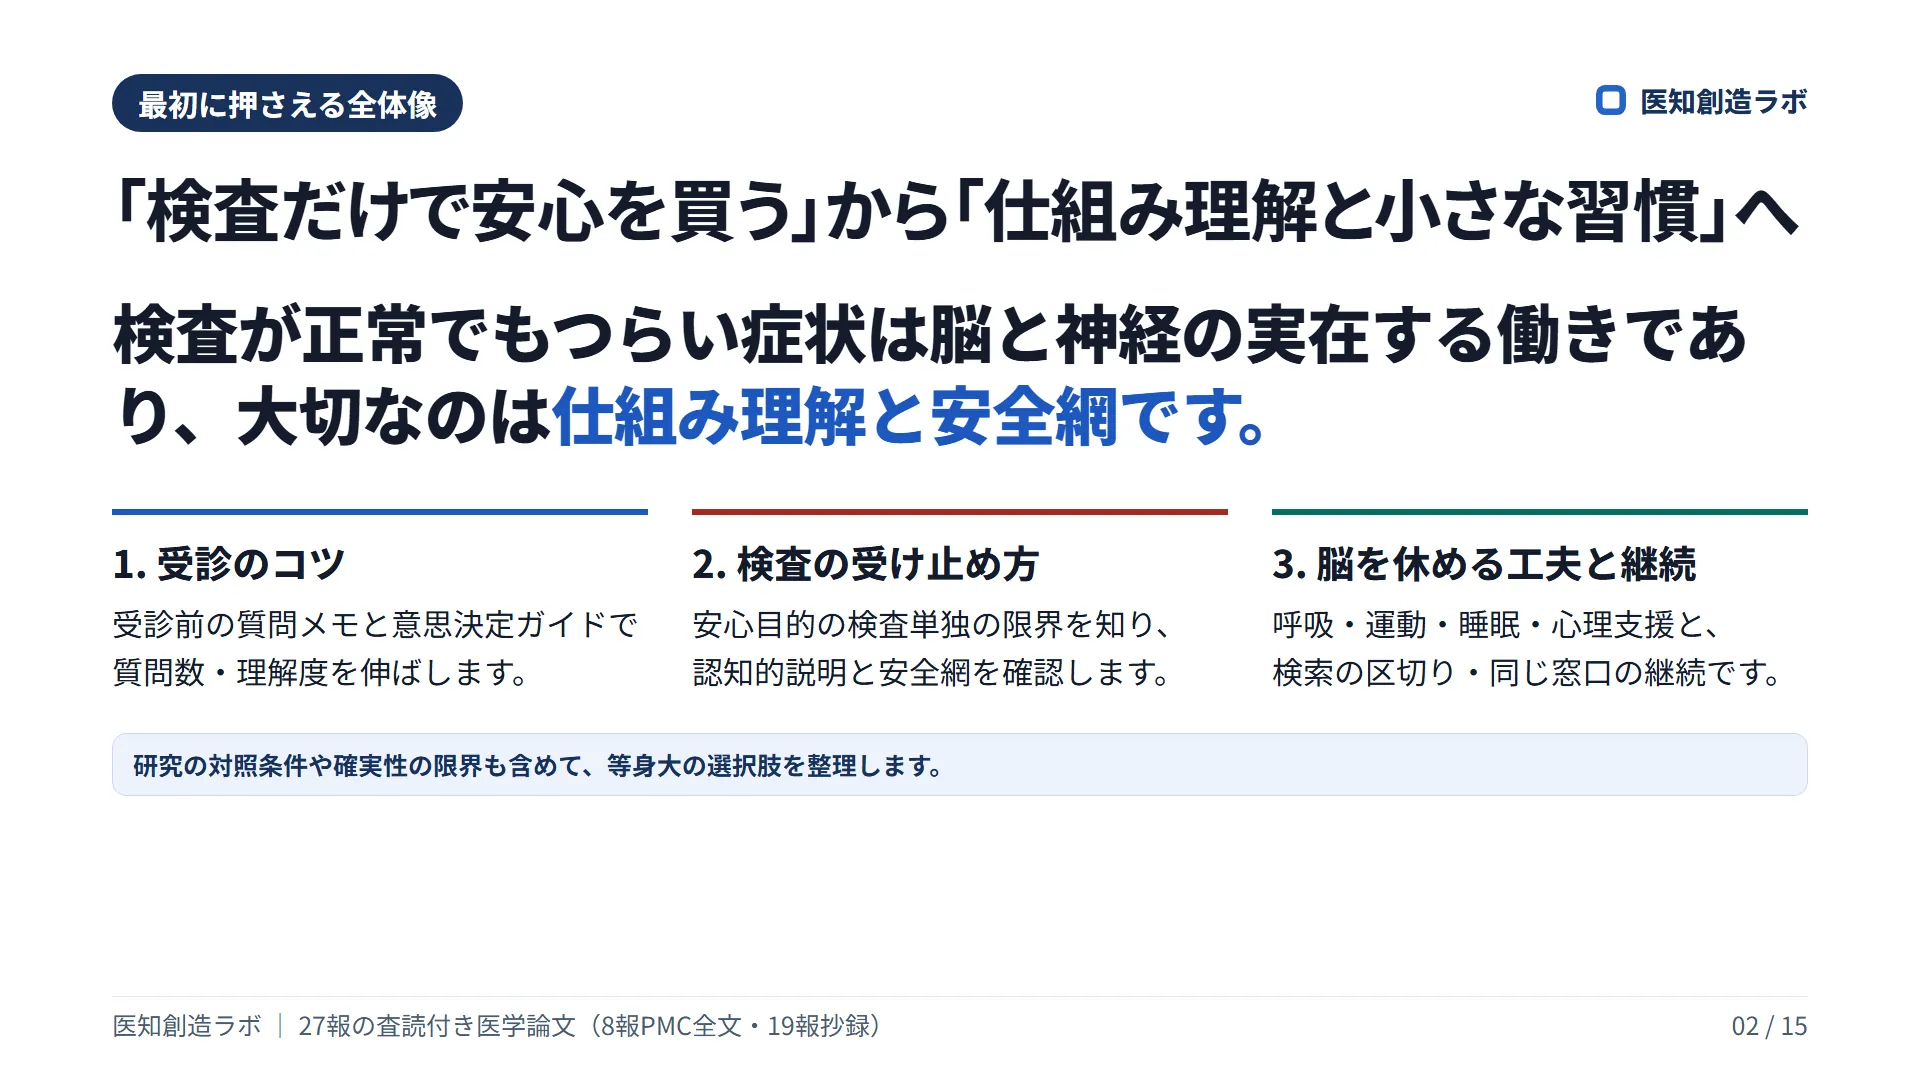 最初に押さえる全体像
医知創造ラボ
「検査だけで安心を買う」から「仕組み理解と小さな習慣」へ
検査が正常でもつらい症状は脳と神経の実在する働きであ
り、大切なのは仕組み理解と安全網です。
1. 受診のコツ
受診前の質問メモと意思決定ガイドで
質問数・理解度を伸ばします。
2. 検査の受け止め方
安心目的の検査単独の限界を知り、
認知的説明と安全網を確認します。
3. 脳を休める工夫と継続
呼吸・運動・睡眠・心理支援と、
検索の区切り・同じ窓口の継続です。
研究の対照条件や確実性の限界も含めて、等身大の選択肢を整理します。
医知創造ラボ｜27報の査読付き医学論文（8報PMC全文・19報抄録）
02 / 15